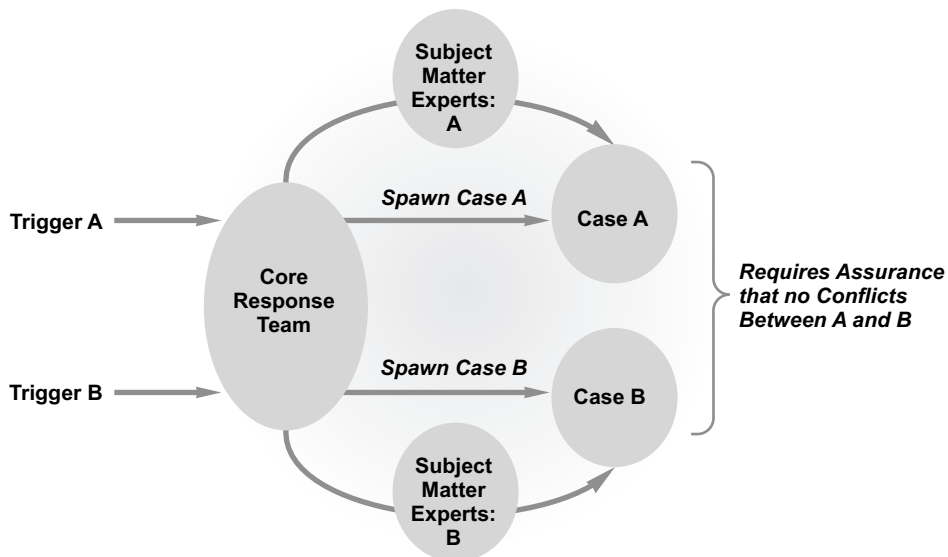 Subject
Matter
Experts:
A
Spawn Case A
Trigger A
Case A
Core
Response
Team
Requires Assurance
that no Conflicts
Between A and B
Spawn Case B
Trigger B
Case B
Subject
Matter
Experts:
B